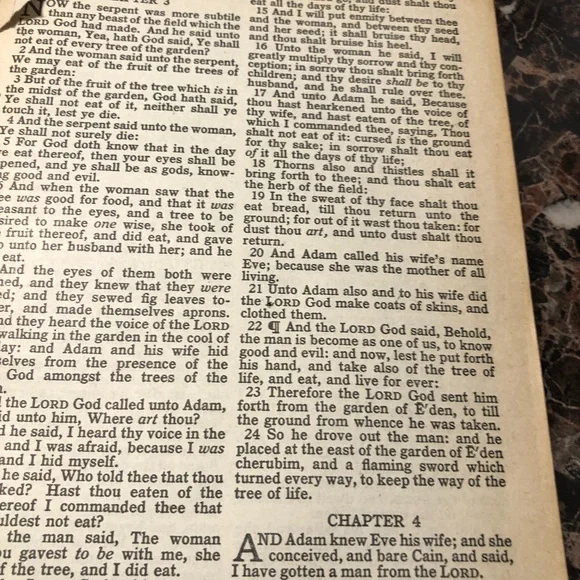 TER 3
NOW the serpent was more subtile
than any beast of the field which the
LORD God had made. And he said unto
the woman, Yea, hath God said, Ye shall
not eat of every tree of the garden?
2 And the woman said unto the serpent,
We may eat of the fruit of the trees of
the garden:
3 But of the fruit of the tree which is in
the midst of the garden, God hath said,
Ye shall not eat of it, neither shall ye
touch it, lest ye die.
4 And the serpent said unto the woman,
Ye shall not surely die:
5 For God doth know that in the day
ye eat thereof, then your eyes shall be
pened, and ye shall be as gods, know-
ng good and evil.
And when the woman saw that the
ee was good for food, and that it was
easant to the eyes, and a tree to be
sired to make one wise, she took of
fruit thereof, and did eat, and gave
o unto her husband with her; and he
eat.
And the eyes of them both were
ned, and they knew that they were
ed; and they sewed fig leaves to-
er, and made themselves aprons.
nd they heard the voice of the LORD
walking in the garden in the cool of
ay: and Adam and his wife hid
selves from the presence of the
God amongst the trees of the
n.
d the LORD God called unto Adam,
id unto him, Where art thou?
d he said, I heard thy voice in the
and I was afraid, because I was
and I hid myself.
he said, Who told thee that thou
ked? Hast thou eaten of the
ereof I commanded thee that
uldest not eat?
the man said, The woman
ou gavest to be with me, she
f the tree, and I did eat.
eat all the days of thy life:
15 And I will put enmity between thee
and the woman, and between thy seed
and her seed; it shall bruise thy head,
and thou shalt bruise his heel.
16 Unto the woman he said, I will
greatly multiply thy sorrow and thy con-
ception; in sorrow thou shalt bring forth
children; and thy desire shall be to thy
husband, and he shall rule over thee.
17 And unto Adam he said, Because
thou hast hearkened unto the voice of
thy wife, and hast eaten of the tree, of
which I commanded thee, saying, Thou
shalt not eat of it: cursed is the ground
for thy sake; in sorrow shalt thou eat
of it all the days of thy life;
18 Thorns also and thistles shall it
bring forth to thee; and thou shalt eat
the herb of the field:
19 In the sweat of thy face shalt thou
eat bread, till thou return unto the
ground; for out of it wast thou taken: for
dust thou art, and unto dust shalt thou
return.
20 And Adam called his wife's name
Eve; because she was the mother of all
living.
21 Unto Adam also and to his wife did
the LORD God make coats of skins, and
clothed them.
22 ¶ And the LORD God said, Behold,
the man is become as one of us, to know
good and evil: and now, lest he put forth
his hand, and take also of the tree of
life, and eat, and live for ever:
23 Therefore the LORD God sent him
forth from the garden of Ē′den, to till
the ground from whence he was taken.
24 So he drove out the man: and he
placed at the east of the garden of Ē′den
cherubim, and a flaming sword which
turned every way, to keep the way of the
tree of life.
CHAPTER 4
AND Adam knew Eve his wife; and she
conceived, and bare Cain, and said,
I have gotten a man from the LORD.